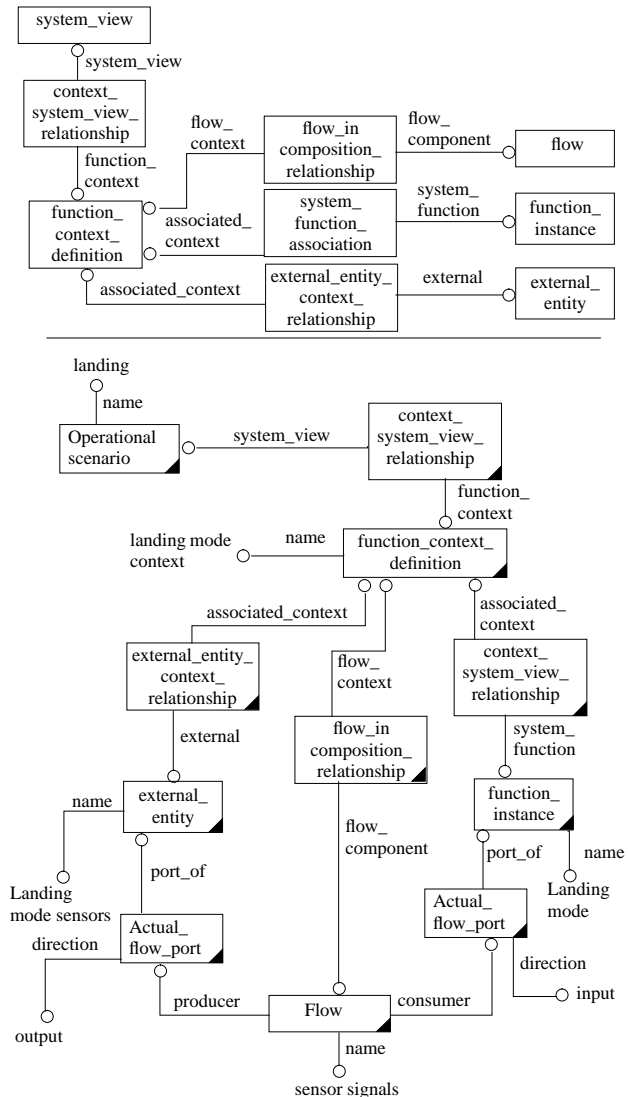 system_view
system_view
context_
system_view_
relationship
function_
context
function_
context_
definition
flow_
context
flow_in
composition_
relationship
flow_
component
flow
associated_
context
system_
function_
association
system_
function
function_
instance
associated_context
external_entity_
context_
relationship
external
external_
entity
landing
name
Operational
scenario
system_view
context_
system_view_
relationship
function_
context
landing mode
context
name
function_context_
definition
associated_context
associated_
context
external_entity_
context_
relationship
flow_
context
context_
system_view_
relationship
external
flow_in
composition_
relationship
system_
function
name
external_
entity
function_
instance
flow_
component
Landing
mode sensors
port_of
port_of
name
Landing
mode
direction
Actual_
flow_port
Actual_
flow_port
direction
output
producer
Flow
consumer
input
name
sensor signals